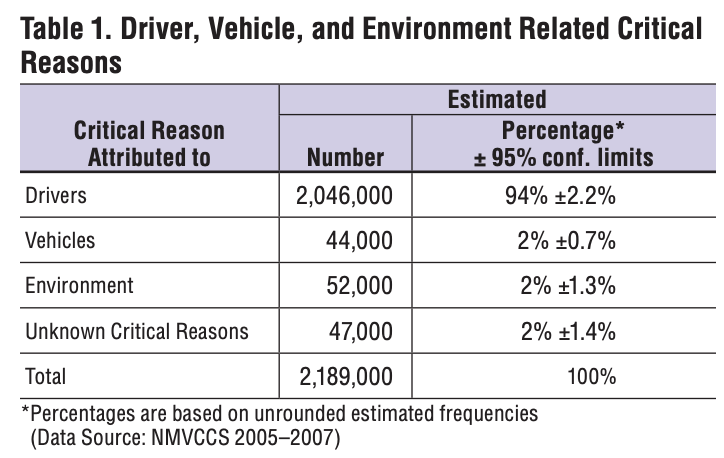 Table 1. Driver, Vehicle, and Environment Related Critical
Reasons
Critical Reason
Attributed to
Estimated
Number
Percentage*
± 95% conf. limits
Drivers 2,046,000 94% ±2.2%
Vehicles 44,000 2% ±0.7%
Environment 52,000 2% ±1.3%
Unknown Critical Reasons 47,000 2% ±1.4%
Total 2,189,000 100%
*Percentages are based on unrounded estimated frequencies
(Data Source: NMVCCS 2005–2007)